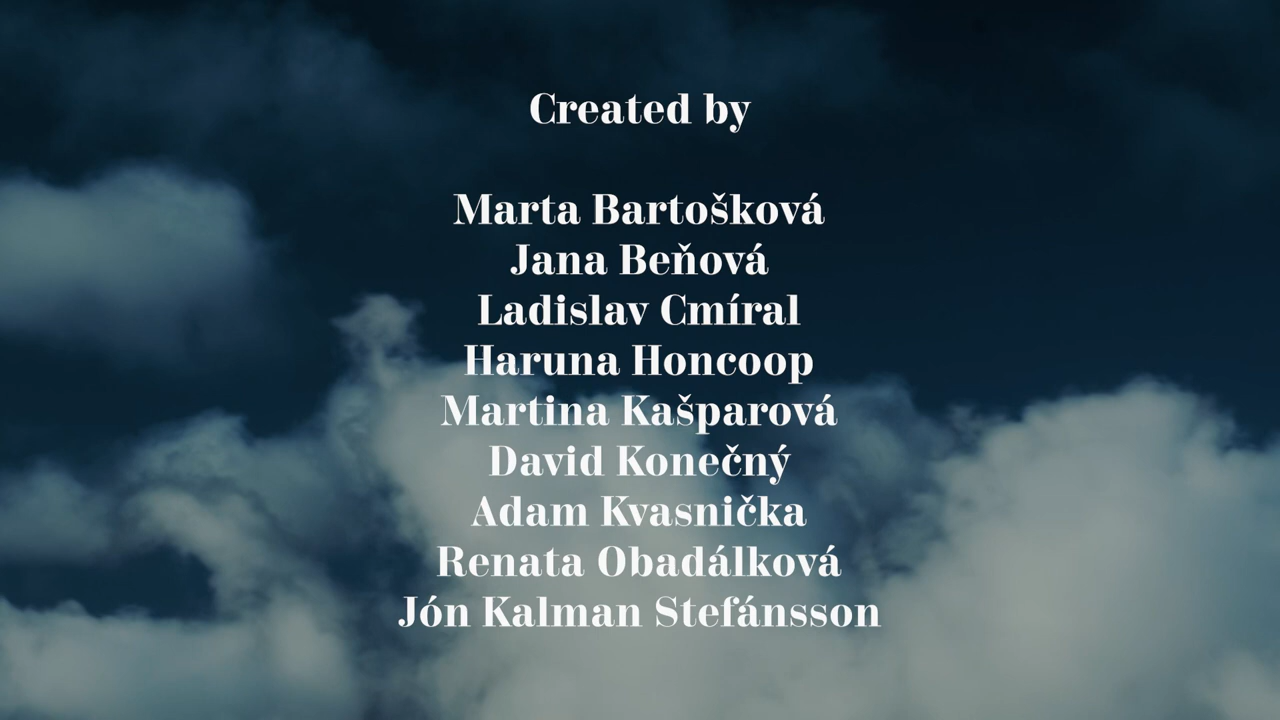 Created by
Marta Bartošková
Jana Beňová
Ladislav Cmíral
Haruna Honcoop
Martina Kašparová
David Konečný
Adam Kvasnička
Renata Obadálková
Jón Kalman Stefánsson